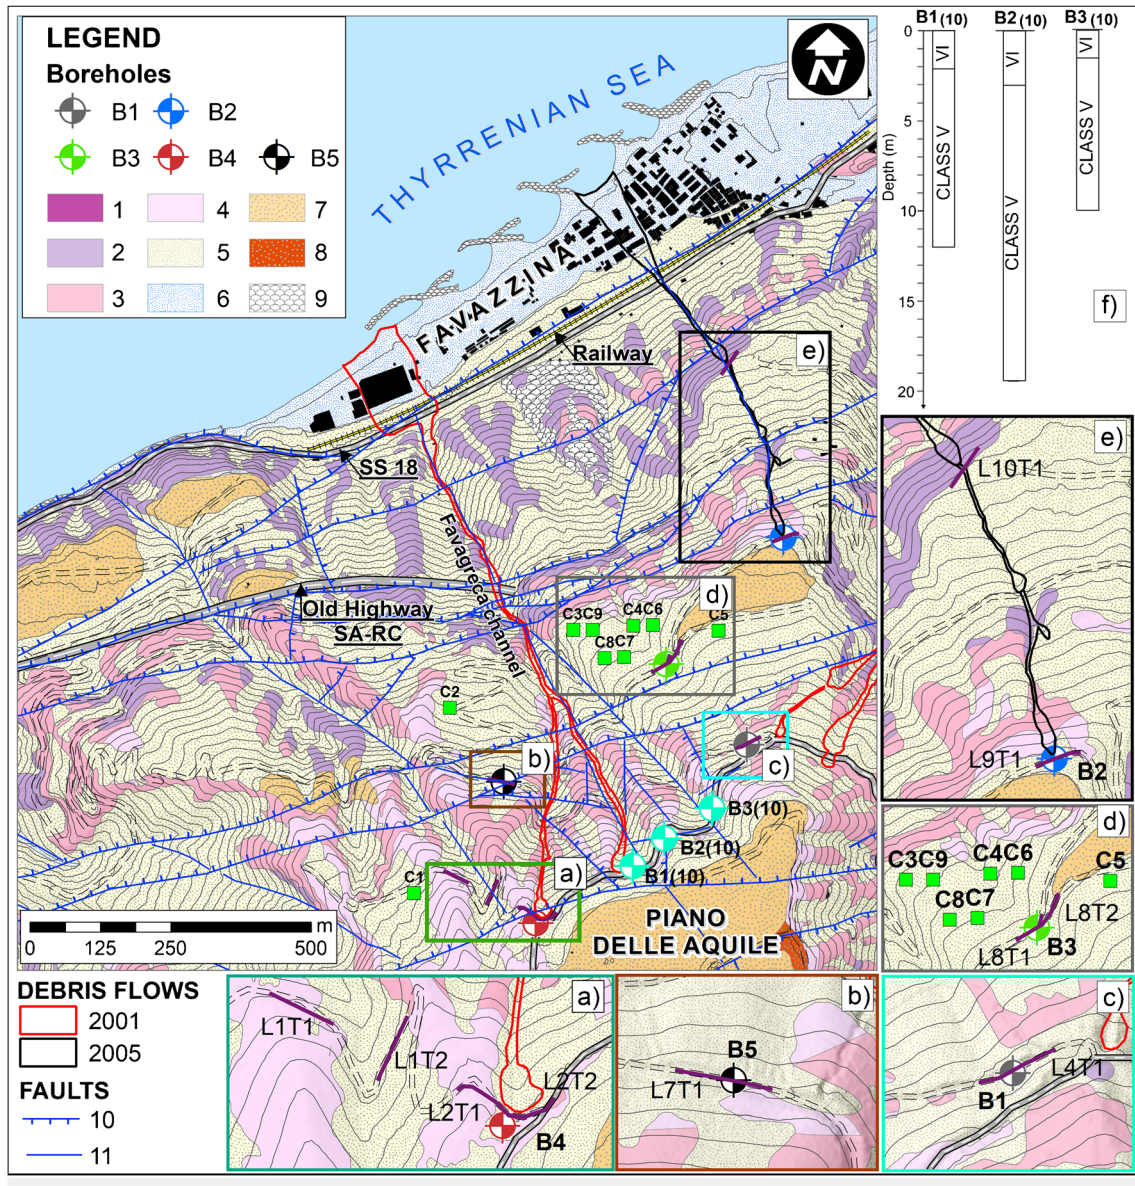 LEGEND
Boreholes
B1
B2
B3
B4
B5
1
4
7
2
5
8
3
6
9
THYRRENIAN SEA
N
FAVAZZINA
Railway
SS 18
Favagreca channel
Old Highway
SA-RC
e)
d)
C3C9
C4C6
C5
C8C7
C2
b)
c)
B3(10)
B2(10)
B1(10)
a)
C1
PIANO
DELLE AQUILE
0
125
250
500
m
B1(10)
B2(10)
B3(10)
0
5
10
15
20
Depth (m)
VI
CLASS V
VI
CLASS V
VI
CLASS V
f)
e)
L10T1
L9T1
B2
d)
C3C9
C4C6
C5
C8C7
L8T2
L8T1
B3
DEBRIS FLOWS
2001
2005
FAULTS
10
11
a)
L1T1
L1T2
L2T2
L2T1
B4
b)
B5
L7T1
c)
L4T1
B1